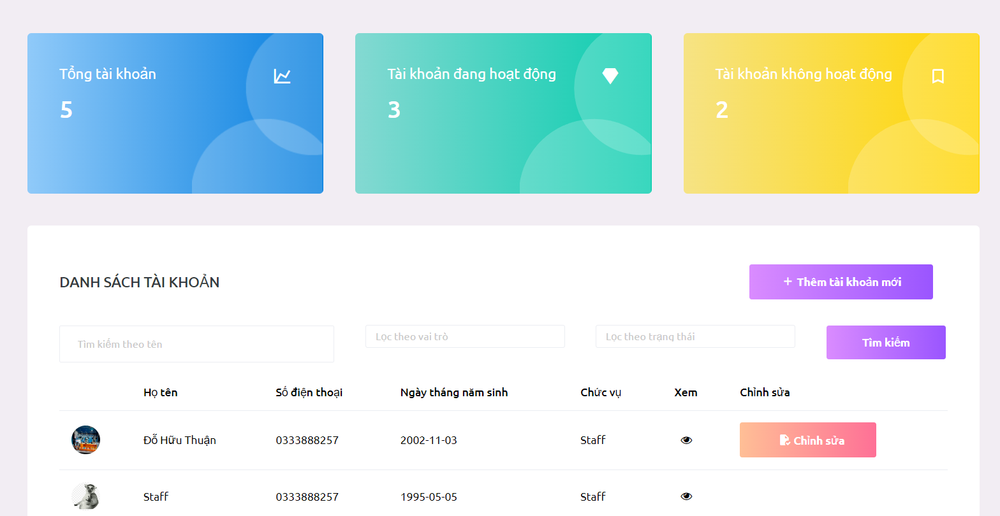 Tổng tài khoản
5
Tài khoản đang hoạt động
3
Tài khoản không hoạt động
2
DANH SÁCH TÀI KHOẢN
+ Thêm tài khoản mới
Tìm kiếm theo tên
Lọc theo vai trò
Lọc theo trạng thái
Tìm kiếm
Họ tên Số điện thoại Ngày tháng năm sinh Chức vụ Xem Chỉnh sửa
Đỗ Hữu Thuận 0333888257 2002-11-03 Staff Chỉnh sửa
Staff 0333888257 1995-05-05 Staff